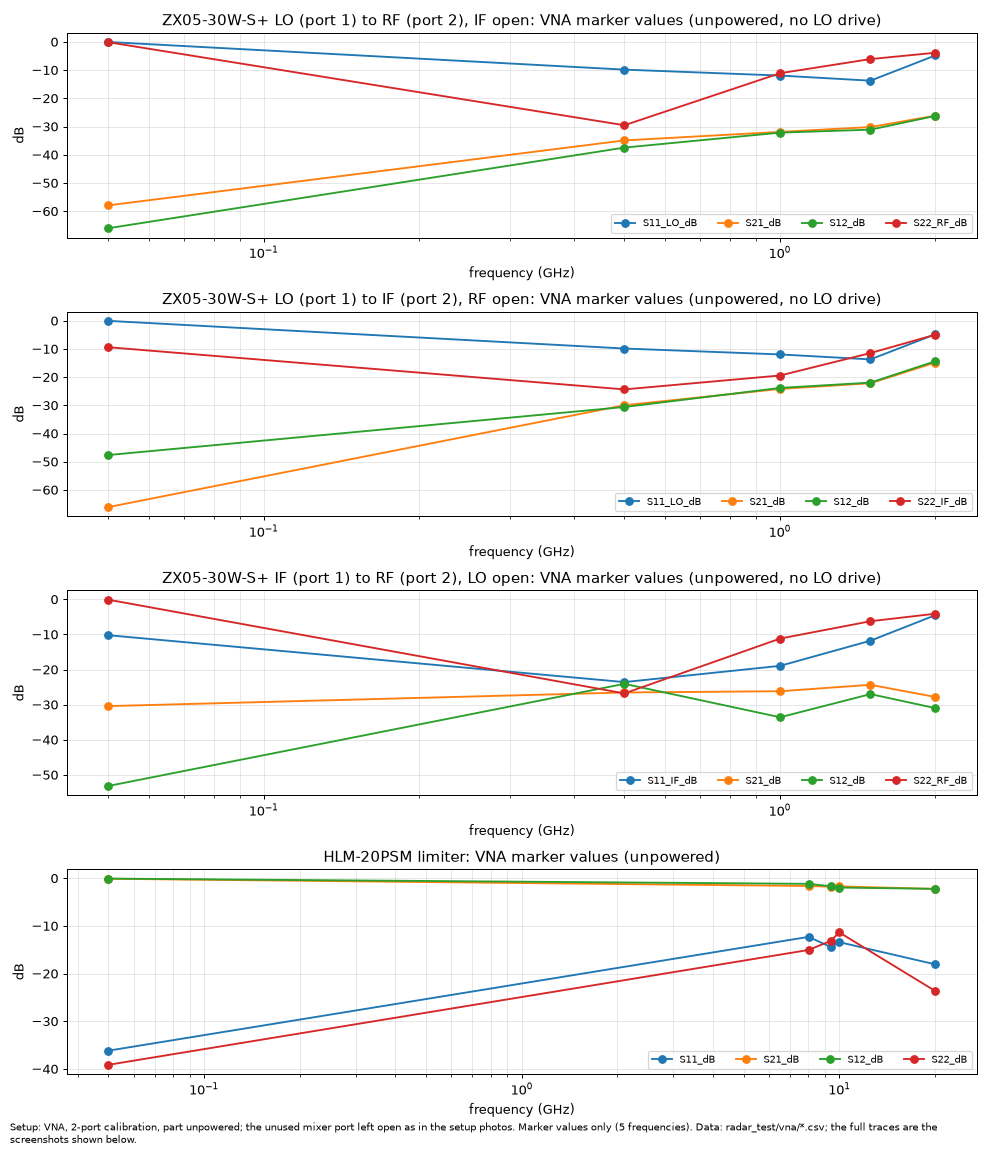 ZX05-30W-S+ LO (port 1) to RF (port 2), IF open: VNA marker values (unpowered, no LO drive)
0
−10
−20
−30
−40
−50
−60
dB
S11_LO_dB S21_dB S12_dB S22_RF_dB
10⁻¹ 10⁰
frequency (GHz)
ZX05-30W-S+ LO (port 1) to IF (port 2), RF open: VNA marker values (unpowered, no LO drive)
0
−10
−20
−30
−40
−50
−60
dB
S11_LO_dB S21_dB S12_dB S22_IF_dB
10⁻¹ 10⁰
frequency (GHz)
ZX05-30W-S+ IF (port 1) to RF (port 2), LO open: VNA marker values (unpowered, no LO drive)
0
−10
−20
−30
−40
−50
dB
S11_IF_dB S21_dB S12_dB S22_RF_dB
10⁻¹ 10⁰
frequency (GHz)
HLM-20PSM limiter: VNA marker values (unpowered)
0
−10
−20
−30
−40
dB
S11_dB S21_dB S12_dB S22_dB
10⁻¹ 10⁰ 10¹
frequency (GHz)
Setup: VNA, 2-port calibration, part unpowered; the unused mixer port left open as in the setup photos. Marker values only (5 frequencies). Data: radar_test/vna/*.csv; the full traces are the
screenshots shown below.